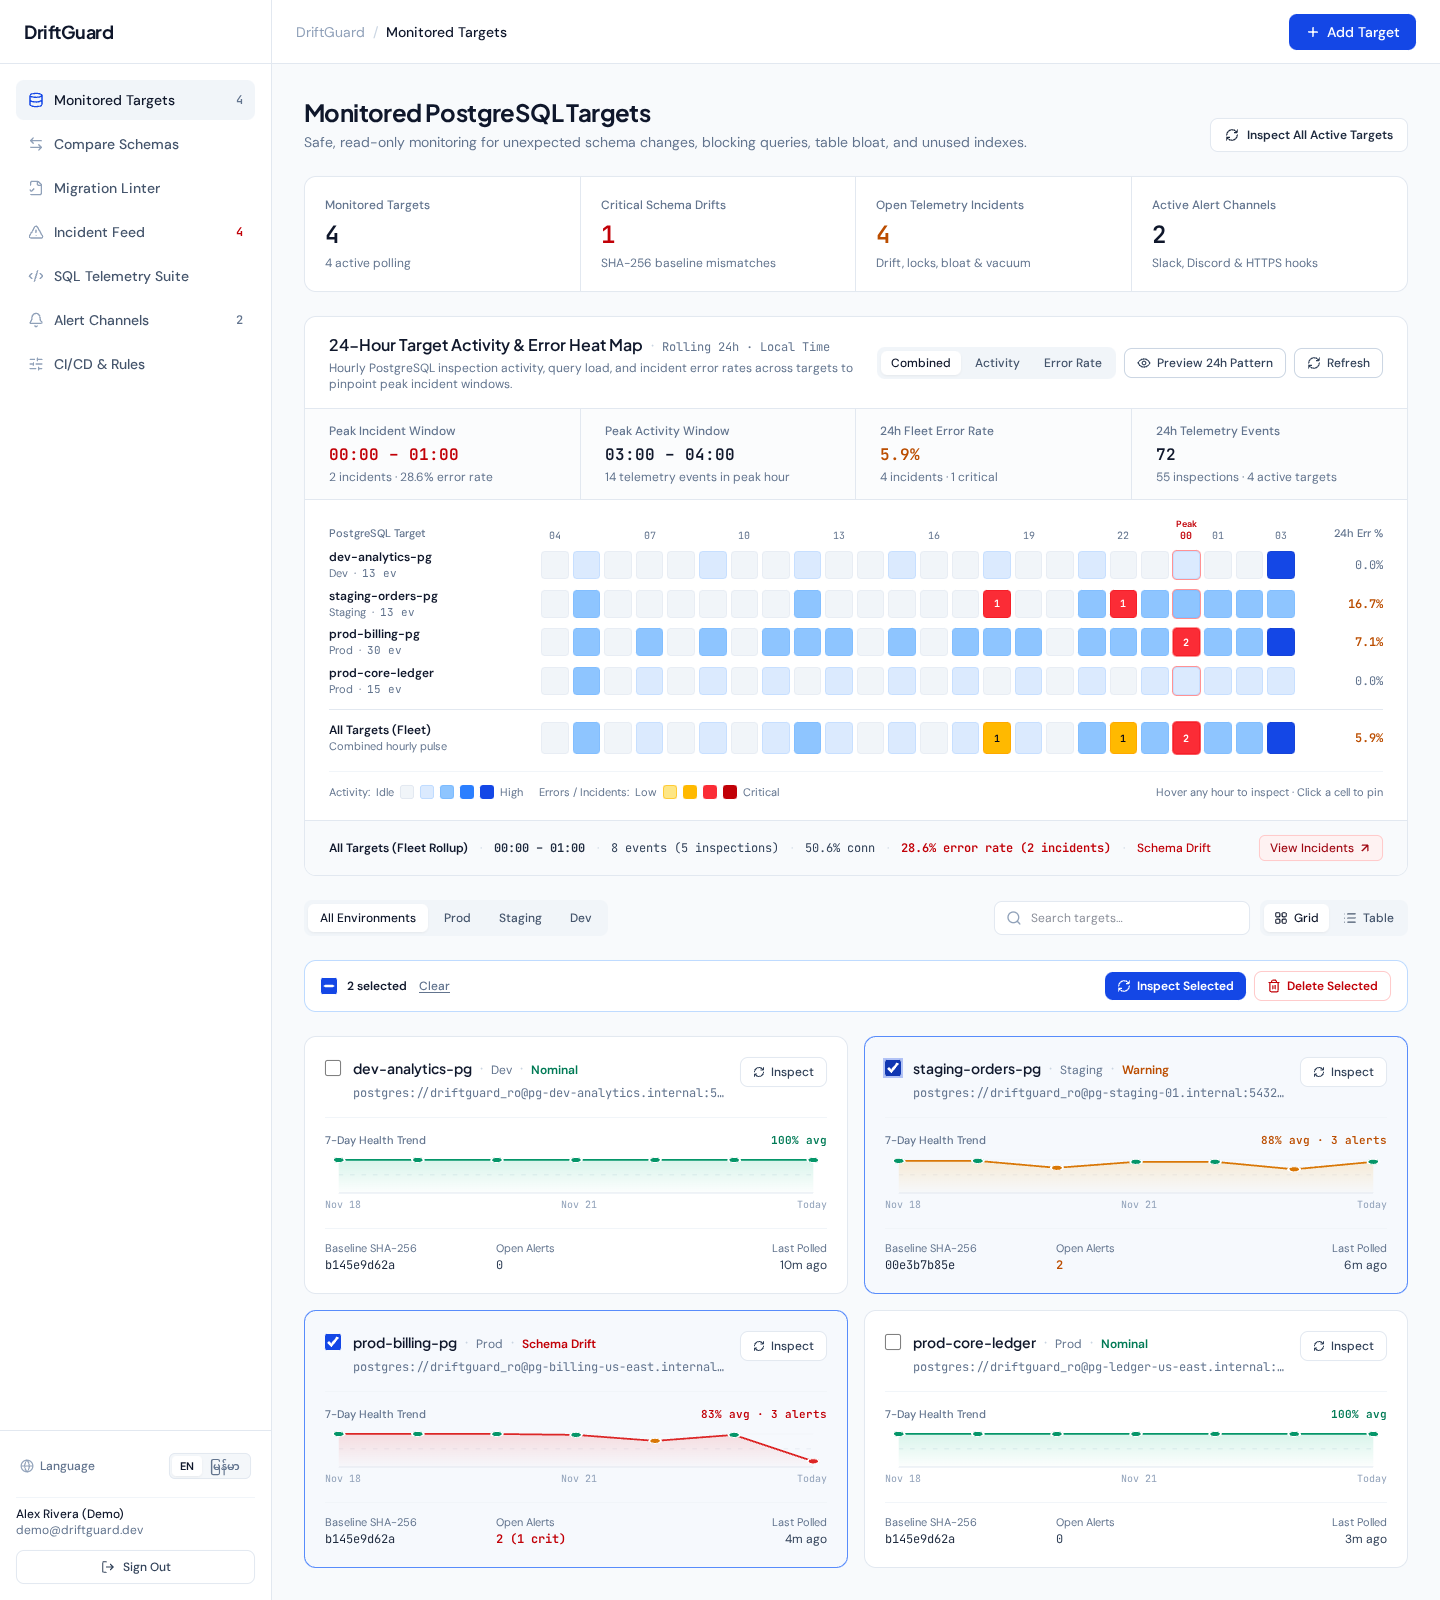 DriftGuard
DriftGuard / Monitored Targets
Add Target
Monitored Targets 4
Compare Schemas
Migration Linter
Incident Feed 4
SQL Telemetry Suite
Alert Channels 2
CI/CD & Rules
Monitored PostgreSQL Targets
Safe, read-only monitoring for unexpected schema changes, blocking queries, table bloat, and unused indexes.
Inspect All Active Targets
Monitored Targets
4
4 active polling
Critical Schema Drifts
1
SHA-256 baseline mismatches
Open Telemetry Incidents
4
Drift, locks, bloat & vacuum
Active Alert Channels
2
Slack, Discord & HTTPS hooks
24-Hour Target Activity & Error Heat Map · Rolling 24h · Local Time
Hourly PostgreSQL inspection activity, query load, and incident error rates across targets to
pinpoint peak incident windows.
Combined Activity Error Rate
Preview 24h Pattern
Refresh
Peak Incident Window
00:00 – 01:00
2 incidents · 28.6% error rate
Peak Activity Window
03:00 – 04:00
14 telemetry events in peak hour
24h Fleet Error Rate
5.9%
4 incidents · 1 critical
24h Telemetry Events
72
55 inspections · 4 active targets
PostgreSQL Target 04 07 10 13 16 19 22 Peak 00 01 03 24h Err %
dev-analytics-pg
Dev · 13 ev
0.0%
staging-orders-pg
Staging · 13 ev
1 1 16.7%
prod-billing-pg
Prod · 30 ev
2 7.1%
prod-core-ledger
Prod · 15 ev
0.0%
All Targets (Fleet)
Combined hourly pulse
1 1 2 5.9%
Activity: Idle High Errors / Incidents: Low Critical
Hover any hour to inspect · Click a cell to pin
All Targets (Fleet Rollup) · 00:00 – 01:00 · 8 events (5 inspections) · 50.6% conn · 28.6% error rate (2 incidents) · Schema Drift
View Incidents
All Environments Prod Staging Dev
Search targets…
Grid Table
2 selected Clear
Inspect Selected
Delete Selected
dev-analytics-pg · Dev · Nominal
Inspect
postgres://driftguard_ro@pg-dev-analytics.internal:5…
7-Day Health Trend 100% avg
Nov 18 Nov 21 Today
Baseline SHA-256 Open Alerts Last Polled
b145e9d62a 0 10m ago
staging-orders-pg · Staging · Warning
Inspect
postgres://driftguard_ro@pg-staging-01.internal:5432…
7-Day Health Trend 88% avg · 3 alerts
Nov 18 Nov 21 Today
Baseline SHA-256 Open Alerts Last Polled
00e3b7b85e 2 6m ago
prod-billing-pg · Prod · Schema Drift
Inspect
postgres://driftguard_ro@pg-billing-us-east.internal…
7-Day Health Trend 83% avg · 3 alerts
Nov 18 Nov 21 Today
Baseline SHA-256 Open Alerts Last Polled
b145e9d62a 2 (1 crit) 4m ago
prod-core-ledger · Prod · Nominal
Inspect
postgres://driftguard_ro@pg-ledger-us-east.internal:…
7-Day Health Trend 100% avg
Nov 18 Nov 21 Today
Baseline SHA-256 Open Alerts Last Polled
b145e9d62a 0 3m ago
Language EN မြန်မာ
Alex Rivera (Demo)
demo@driftguard.dev
Sign Out